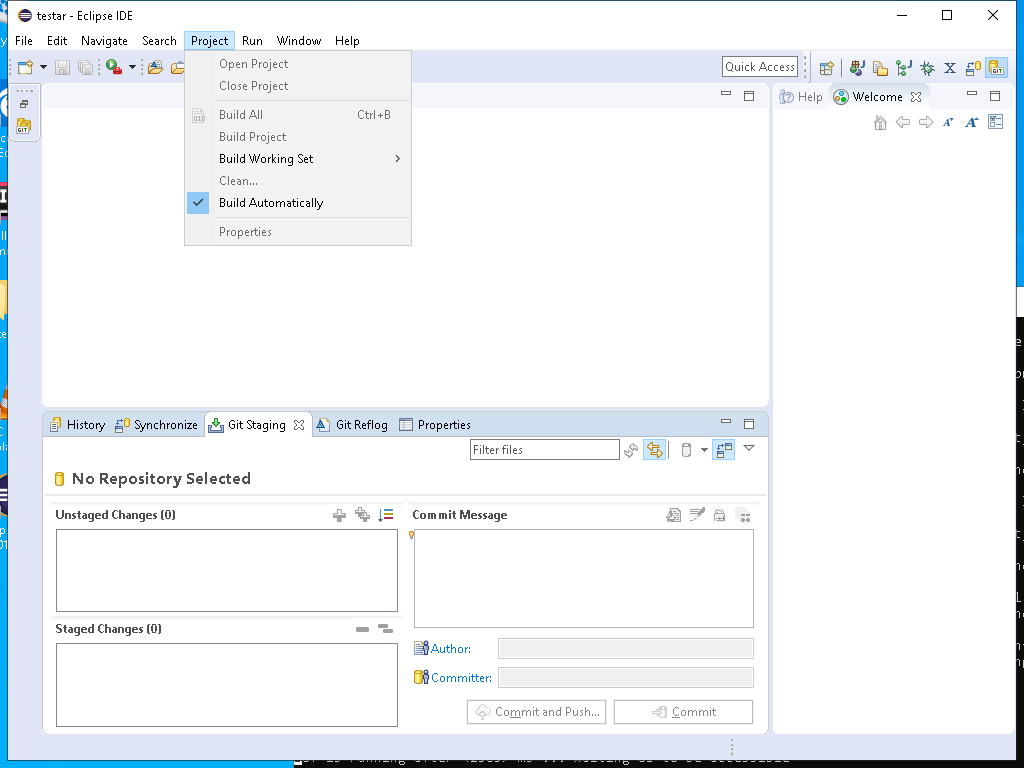 testar - Eclipse IDE
File Edit Navigate Search Project Run Window Help
Open Project
Quick Access
Close Project
Help Welcome
Build All Ctrl+B
Build Project
Build Working Set
Clean...
Build Automatically
Properties
History Synchronize Git Staging Git Reflog Properties
Filter files
No Repository Selected
Unstaged Changes (0)
Commit Message
Staged Changes (0)
Author:
Committer:
Commit and Push...
Commit